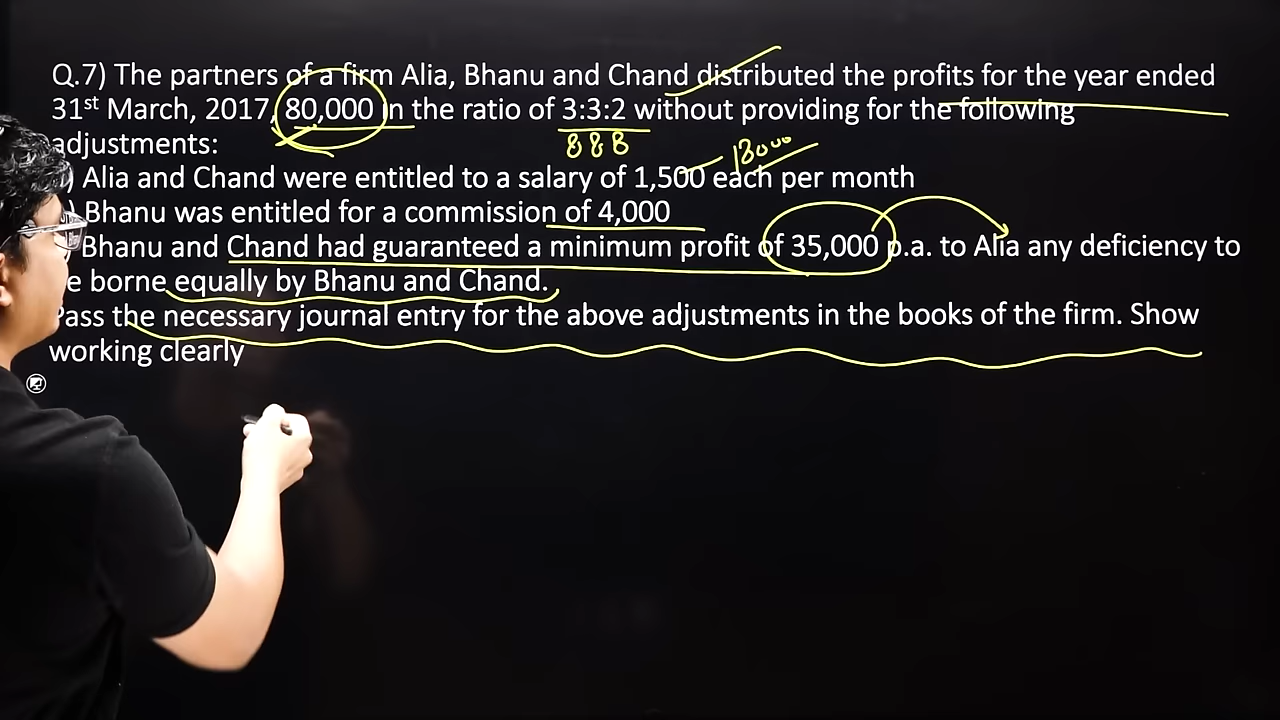 Q.7) The partners of a firm Alia, Bhanu and Chand distributed the profits for the year ended
31st March, 2017, 80,000 in the ratio of 3:3:2 without providing for the following
adjustments:
8 8 8
18000
) Alia and Chand were entitled to a salary of 1,500 each per month
) Bhanu was entitled for a commission of 4,000
Bhanu and Chand had guaranteed a minimum profit of 35,000 p.a. to Alia any deficiency to
e borne equally by Bhanu and Chand.
Pass the necessary journal entry for the above adjustments in the books of the firm. Show
working clearly